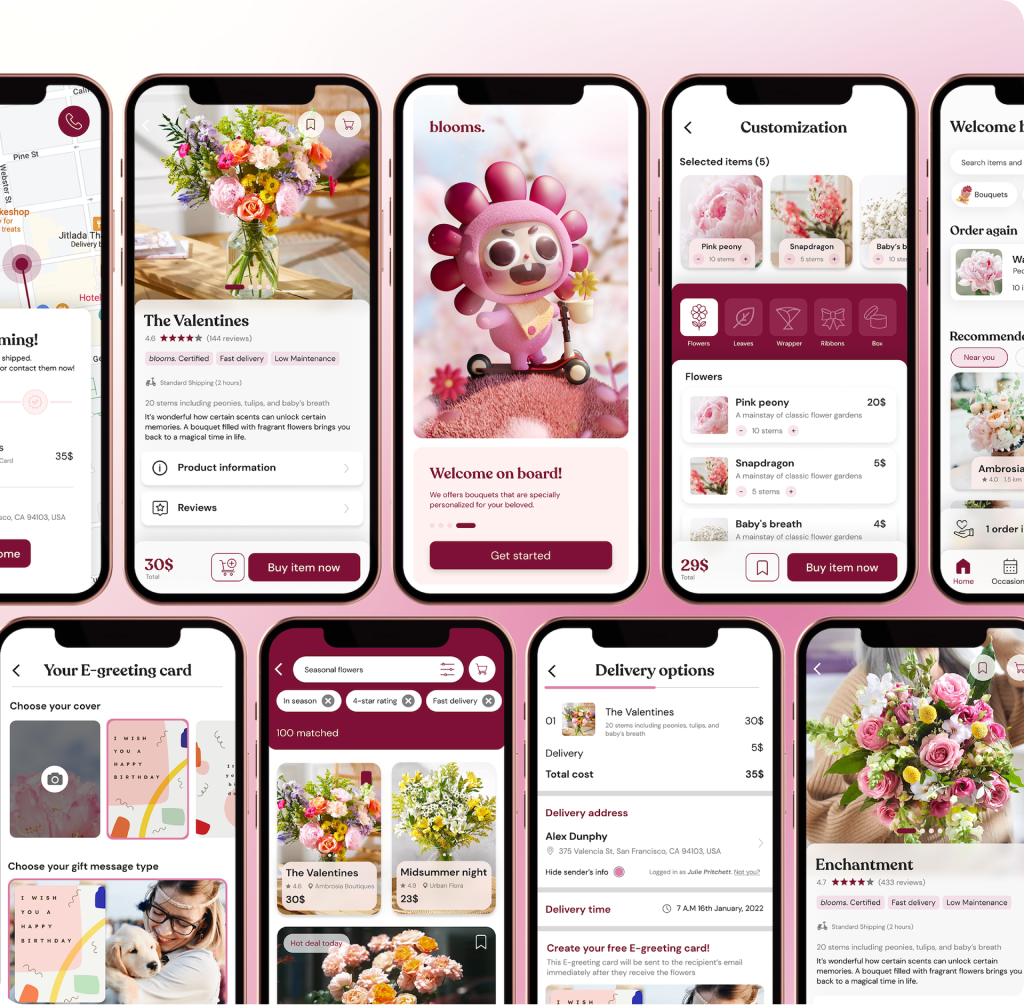 Pine St
Webster St
keshop
y for
treats
Jitlada Tha
Delivery b
Hotel
ming!
shipped.
or contact them now!
s
Card
35$
sco, CA 94103, USA
ome
The Valentines
4.6
(144 reviews)
blooms. Certified
Fast delivery
Low Maintenance
Standard Shipping (2 hours)
20 stems including peonies, tulips, and baby's breath
It's wonderful how certain scents can unlock certain
memories. A bouquet filled with fragrant flowers brings you
back to a magical time in life.
Product information
Reviews
30$
Total
Buy item now
blooms.
Welcome on board!
We offers bouquets that are specially
personalized for your beloved.
Get started
Customization
Selected items (5)
Pink peony
- 10 stems +
Snapdragon
- 5 stems +
Baby's b
- 10 ste
Flowers
Leaves
Wrapper
Ribbons
Box
Flowers
Pink peony 20$
A mainstay of classic flower gardens
- 10 stems +
Snapdragon 5$
A mainstay of classic flower gardens
- 5 stems +
Baby's breath 4$
A mainstay of classic flower gardens
29$
Total
Buy item now
Welcome b
Search items and
Bouquets
Order again
Wa
Peo
10 i
Recommende
Near you
Ambrosia
4.0 1.5 km
1 order i
Home
Occasion
Your E-greeting card
Choose your cover
I WISH
YOU A
HAPPY
BIRTHDAY
Choose your gift message type
I WISH
YOU A
HAPPY
BIRTHDAY
Seasonal flowers
In season
4-star rating
Fast delivery
100 matched
The Valentines
4.6 Ambrosia Boutiques
30$
Midsummer night
4.9 Urban Flora
23$
Hot deal today
Delivery options
01
The Valentines
20 stems including peonies, tulips, and
baby's breath
30$
Delivery 5$
Total cost 35$
Delivery address
Alex Dunphy
375 Valencia St, San Francisco, CA 94103, USA
Hide sender's info
Logged in as Julie Pritchett. Not you?
Delivery time
7 A.M 16th January, 2022
Create your free E-greeting card!
This E-greeting card will be sent to the recipient's email
immediately after they receive the flowers
I WISH
Enchantment
4.7
(433 reviews)
blooms. Certified
Fast delivery
Low Maintenance
Standard Shipping (2 hours)
20 stems including peonies, tulips, and baby's breath
It's wonderful how certain scents can unlock certain
memories. A bouquet filled with fragrant flowers brings you
back to a magical time in life.